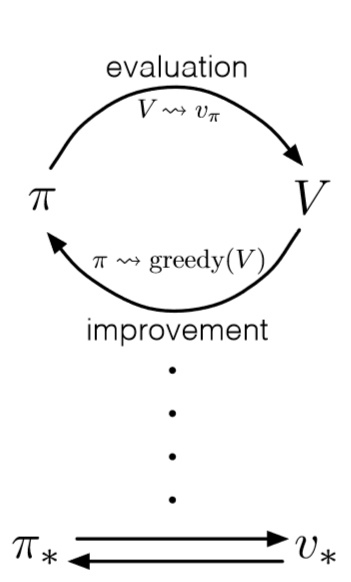 evaluation
V ⇝ v_π
π V
π ⇝ greedy(V)
improvement
π_* v_*